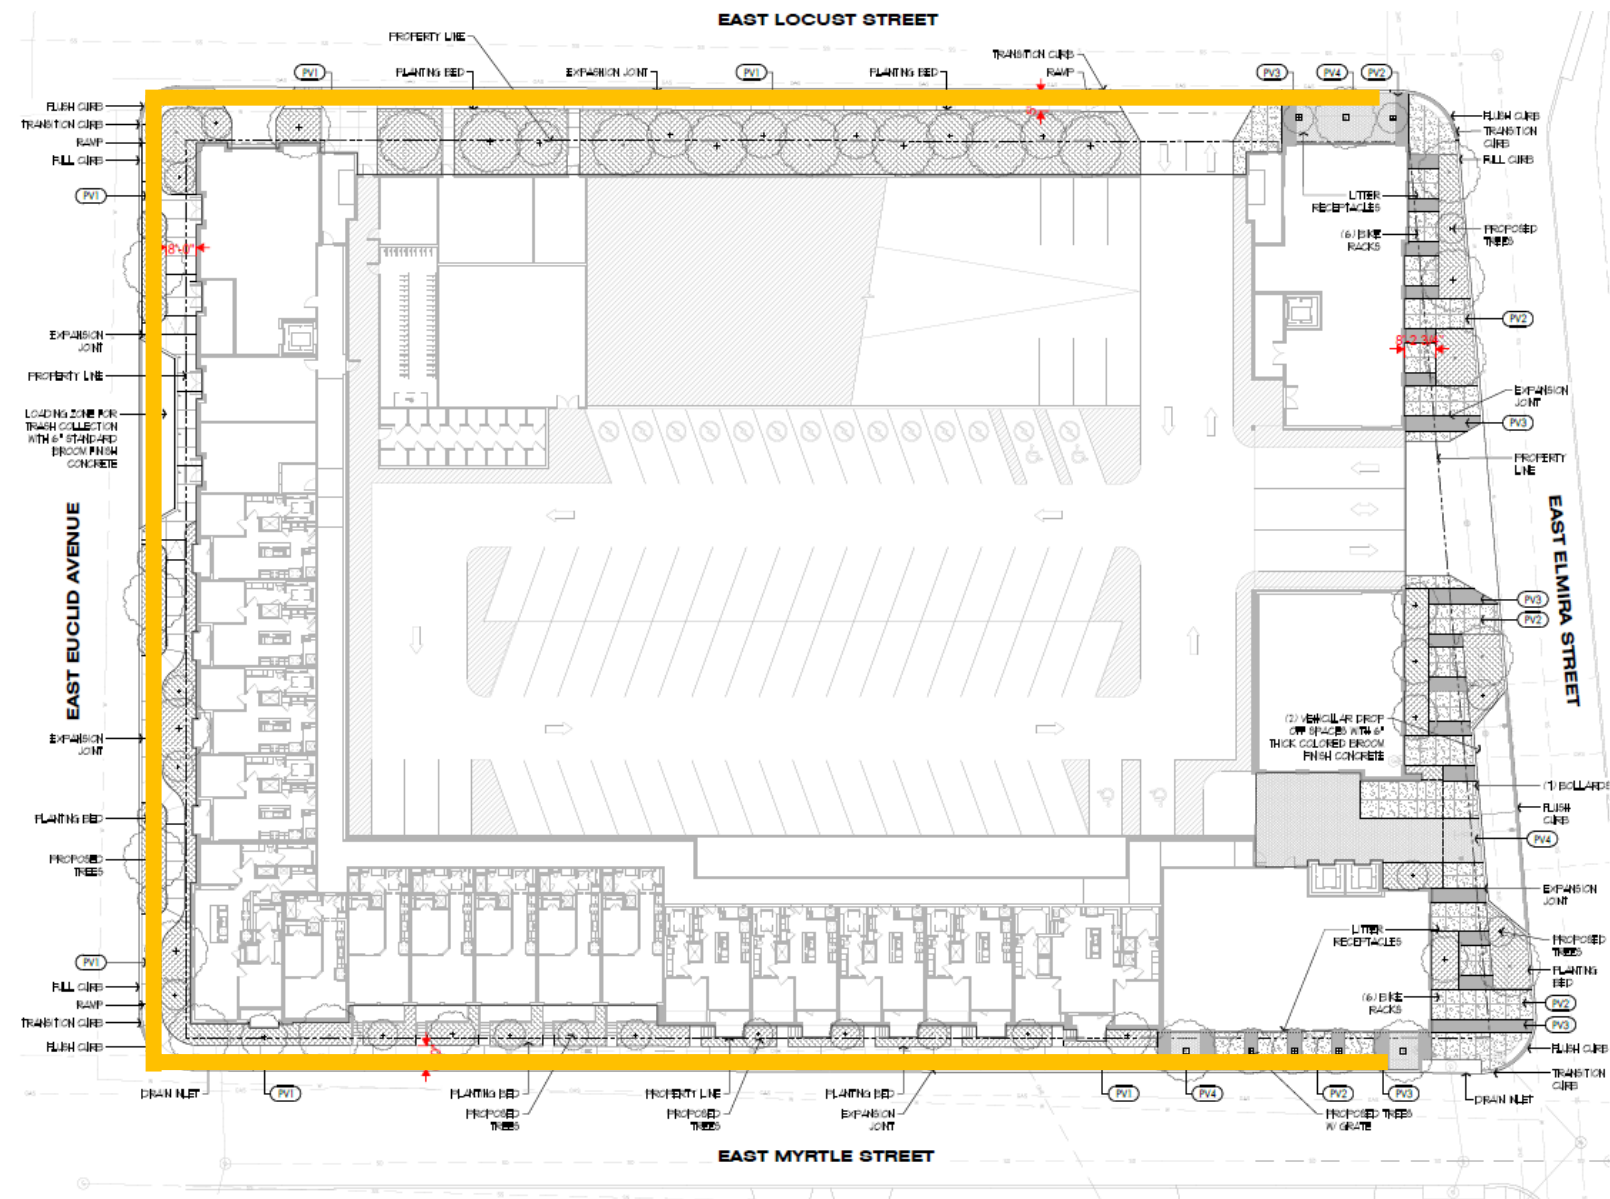 EAST LOCUST STREET
PROPERTY LINE
TRANSITION CURB
RAMP
PV1
PLANTING BED
EXPANSION JOINT
PV1
PLANTING BED
PV3
PV4
PV2
FLUSH CURB
TRANSITION CURB
RAMP
FULL CURB
PV1
8'-0"
EXPANSION
JOINT
PROPERTY LINE
LOADING ZONE FOR
TRASH COLLECTION
WITH 6" STANDARD
BROOM FINISH
CONCRETE
EAST EUCLID AVENUE
EXPANSION
JOINT
PLANTING BED
PROPOSED
TREES
PV1
FULL CURB
RAMP
TRANSITION CURB
FLUSH CURB
FLUSH CURB
TRANSITION
CURB
FULL CURB
LITTER
RECEPTACLES
(6) BIKE
RACKS
PROPOSED
TREES
PV2
EXPANSION
JOINT
PV3
PROPERTY
LINE
EAST ELMIRA STREET
PV3
PV2
(2) VEHICULAR DROP
OFF SPACES WITH 6"
THICK COLORED BROOM
FINISH CONCRETE
(7) BOLLARDS
FLUSH
CURB
PV4
EXPANSION
JOINT
LITTER
RECEPTACLES
PROPOSED
TREES
PLANTING
BED
(6) BIKE
RACKS
PV2
PV3
FLUSH CURB
TRANSITION
CURB
DRAIN INLET
DRAIN INLET
PV1
PLANTING BED
PROPOSED
TREES
PROPERTY LINE
PROPOSED
TREES
PLANTING BED
EXPANSION
JOINT
PV1
PV4
PV2
PV3
PROPOSED TREES
W/ GRATE
EAST MYRTLE STREET